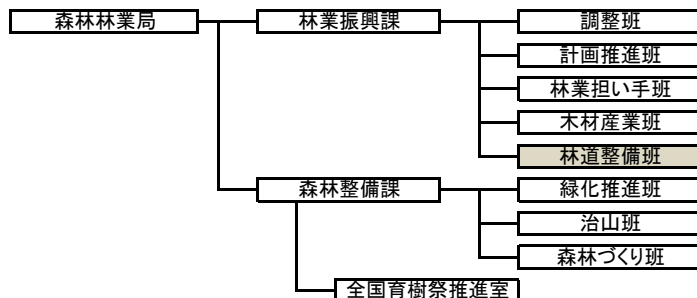 森林林業局
林業振興課
調整班
計画推進班
林業担い手班
木材産業班
林道整備班
森林整備課
緑化推進班
治山班
森林づくり班
全国育樹祭推進室